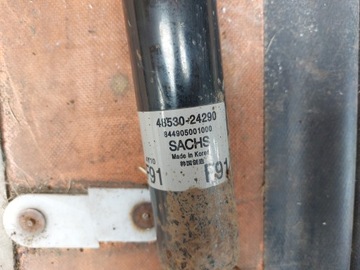 48530-24290
844905001000
SACHS
Made in Korea
F91 F91